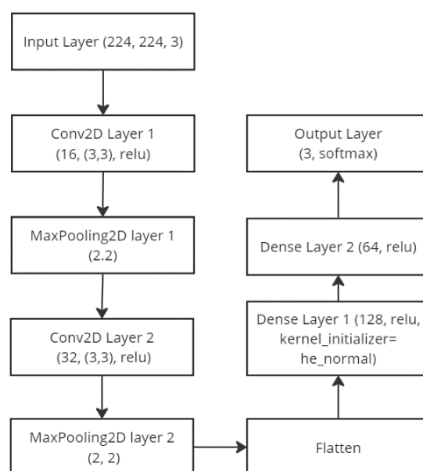 Input Layer (224, 224, 3)
Conv2D Layer 1
(16, (3,3), relu)
MaxPooling2D layer 1
(2.2)
Conv2D Layer 2
(32, (3,3), relu)
MaxPooling2D layer 2
(2, 2)
Flatten
Dense Layer 1 (128, relu,
kernel_initializer=
he_normal)
Dense Layer 2 (64, relu)
Output Layer
(3, softmax)